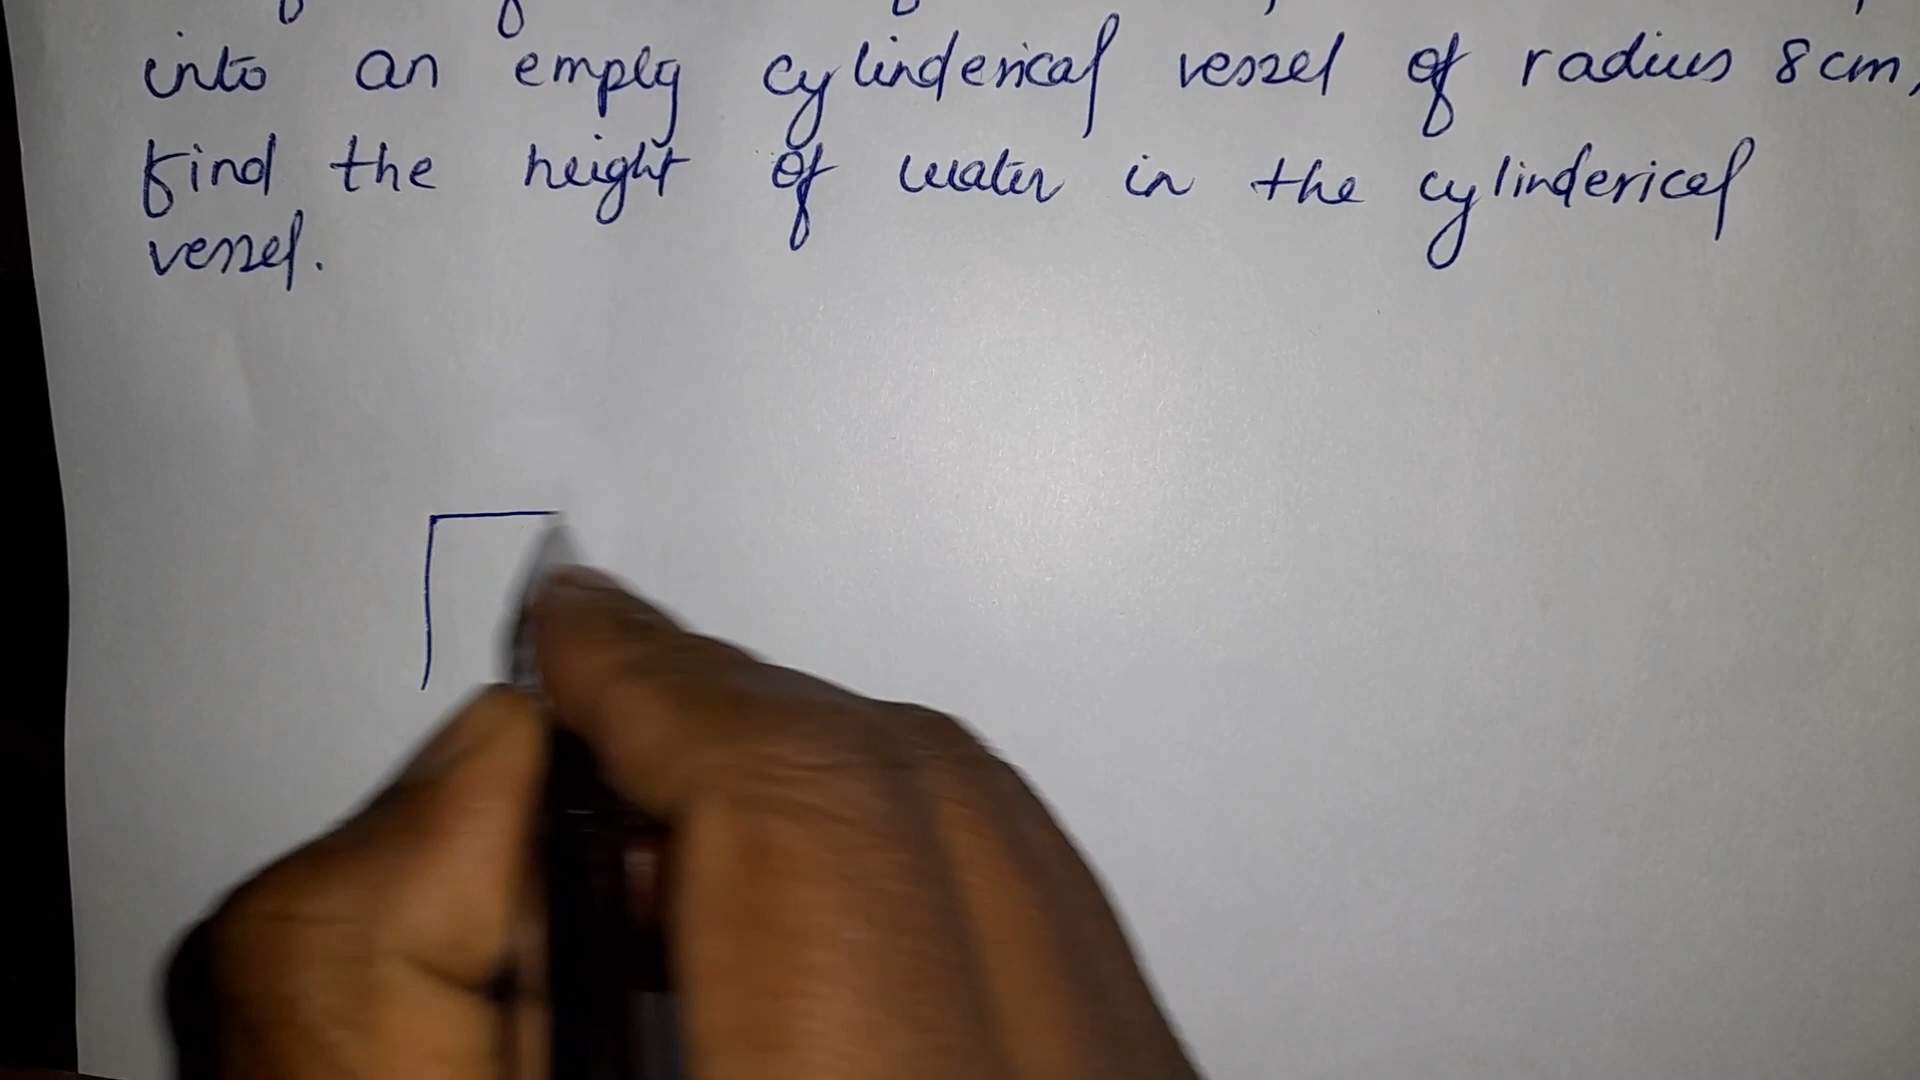 into an empty cylinderical vessel of radius 8cm,
find the height of water in the cylinderical
vessel.